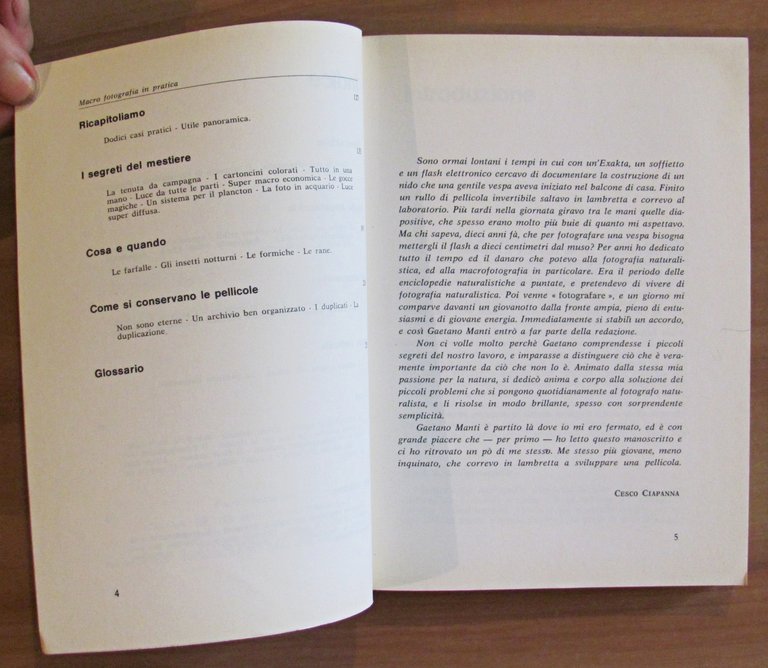 Macro fotografia in pratica
Ricapitoliamo
Dodici casi pratici - Utile panoramica.
I segreti del mestiere
La tenuta da campagna - I cartoncini colorati - Tutto in una
mano - Luce da tutte le parti - Super macro economica - Le gocce
magiche - Un sistema per il plancton - La foto in acquario - Luce
super diffusa.
Cosa e quando
Le farfalle - Gli insetti notturni - Le formiche - Le rane.
Come si conservano le pellicole
Non sono eterne - Un archivio ben organizzato - I duplicati - La
duplicazione.
Glossario
4
Sono ormai lontani i tempi in cui con un'Exakta, un soffietto
e un flash elettronico cercavo di documentare la costruzione di un
nido che una gentile vespa aveva iniziato nel balcone di casa. Finito
un rullo di pellicola invertibile saltavo in lambretta e correvo al
laboratorio. Più tardi nella giornata giravo tra le mani quelle dia-
positive, che spesso erano molto più buie di quanto mi aspettavo.
Ma chi sapeva, dieci anni fà, che per fotografare una vespa bisogna
mettergli il flash a dieci centimetri dal muso? Per anni ho dedicato
tutto il tempo ed il danaro che potevo alla fotografia naturali-
stica, ed alla macrofotografia in particolare. Era il periodo delle
enciclopedie naturalistiche a puntate, e pretendevo di vivere di
fotografia naturalistica. Poi venne « fotografare », e un giorno mi
comparve davanti un giovanotto dalla fronte ampia, pieno di entu-
siasmi e di giovane energia. Immediatamente si stabilì un accordo,
e così Gaetano Manti entrò a far parte della redazione.
Non ci volle molto perchè Gaetano comprendesse i piccoli
segreti del nostro lavoro, e imparasse a distinguere ciò che è vera-
mente importante da ciò che non lo è. Animato dalla stessa mia
passione per la natura, si dedicò anima e corpo alla soluzione dei
piccoli problemi che si pongono quotidianamente al fotografo natu-
ralista, e li risolse in modo brillante, spesso con sorprendente
semplicità.
Gaetano Manti è partito là dove io mi ero fermato, ed è con
grande piacere che — per primo — ho letto questo manoscritto e
ci ho ritrovato un pò di me stesso. Me stesso più giovane, meno
inquinato, che correvo in lambretta a sviluppare una pellicola.
CESCO CIAPANNA
5